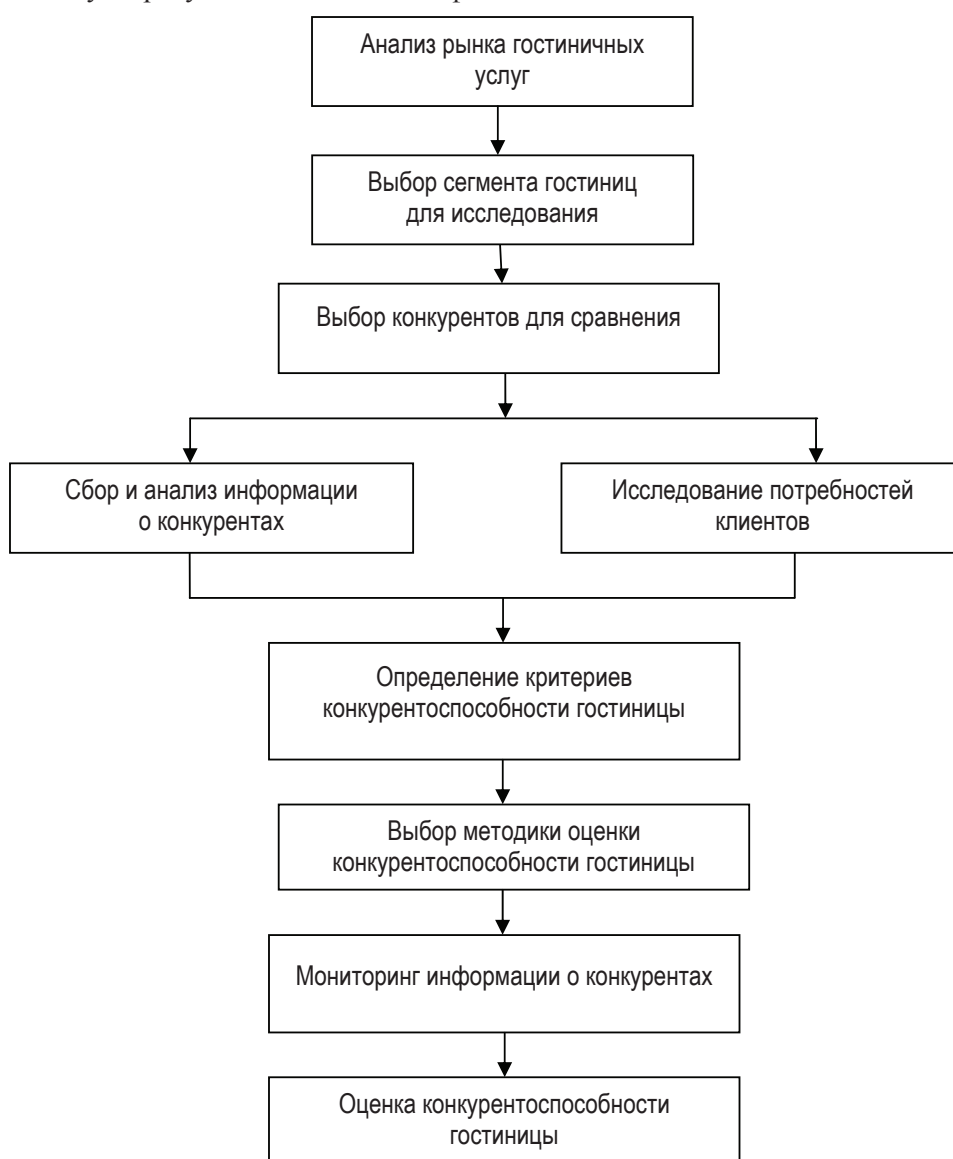 Анализ рынка гостиничных
услуг
Выбор сегмента гостиниц
для исследования
Выбор конкурентов для сравнения
Сбор и анализ информации
о конкурентах
Исследование потребностей
клиентов
Определение критериев
конкурентоспособности гостиницы
Выбор методики оценки
конкурентоспособности гостиницы
Мониторинг информации о конкурентах
Оценка конкурентоспособности
гостиницы